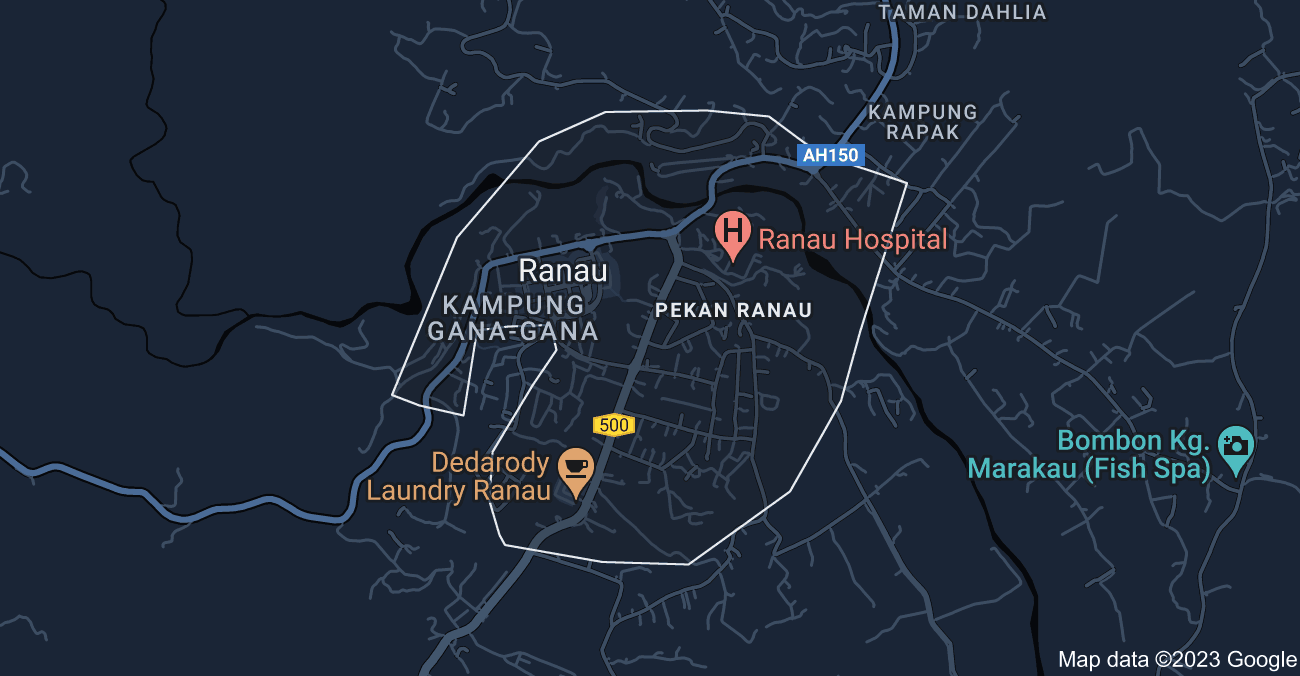 TAMAN DAHLIA
KAMPUNG
RAPAK
AH150
Ranau Hospital
Ranau
KAMPUNG
GANA-GANA
PEKAN RANAU
500
Bombon Kg.
Marakau (Fish Spa)
Dedarody
Laundry Ranau
Map data ©2023 Google